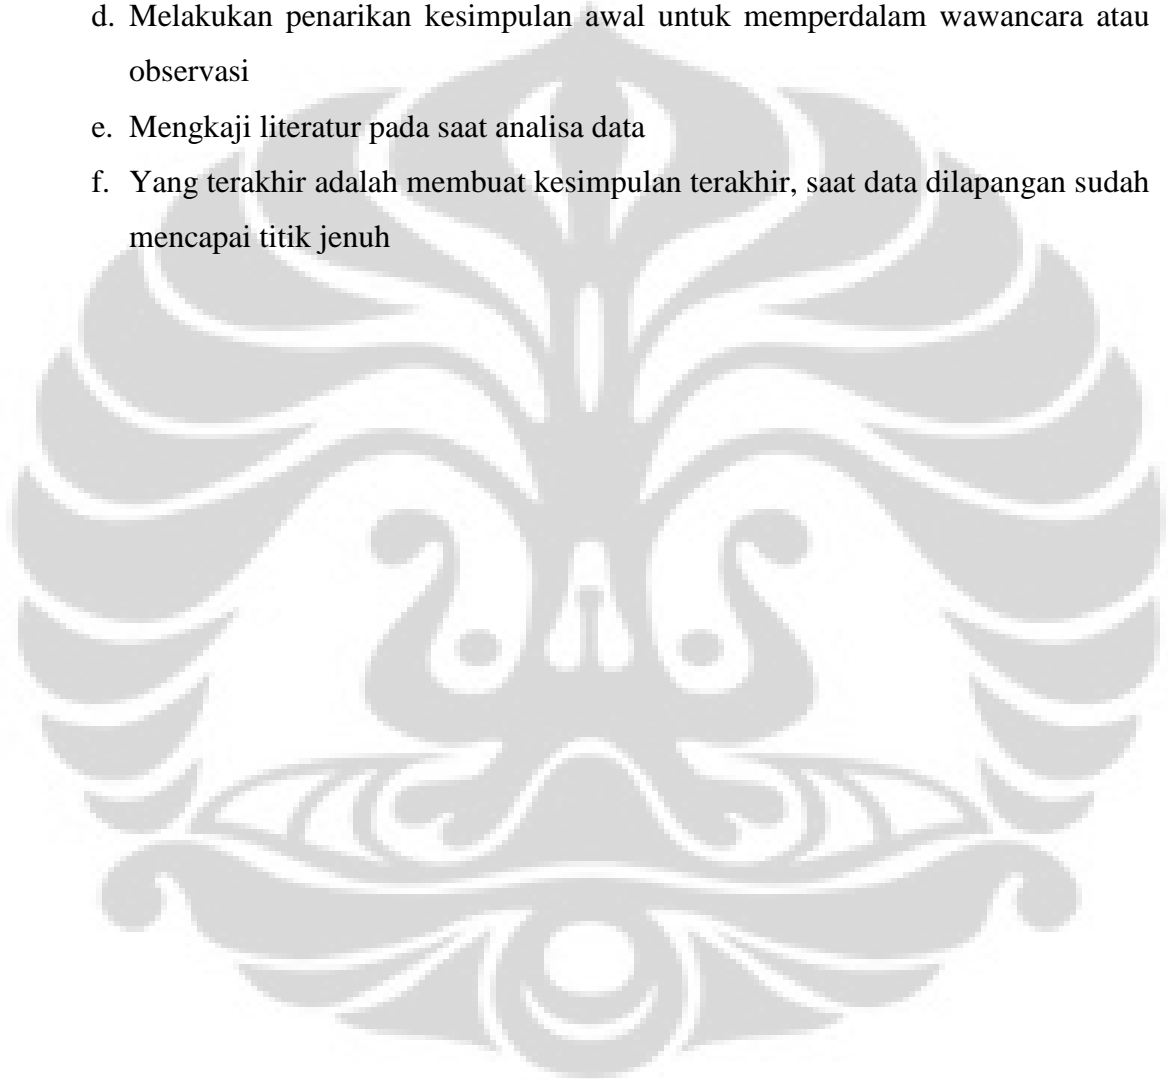 d. Melakukan penarikan kesimpulan awal untuk memperdalam wawancara atau
observasi
e. Mengkaji literatur pada saat analisa data
f. Yang terakhir adalah membuat kesimpulan terakhir, saat data dilapangan sudah
mencapai titik jenuh